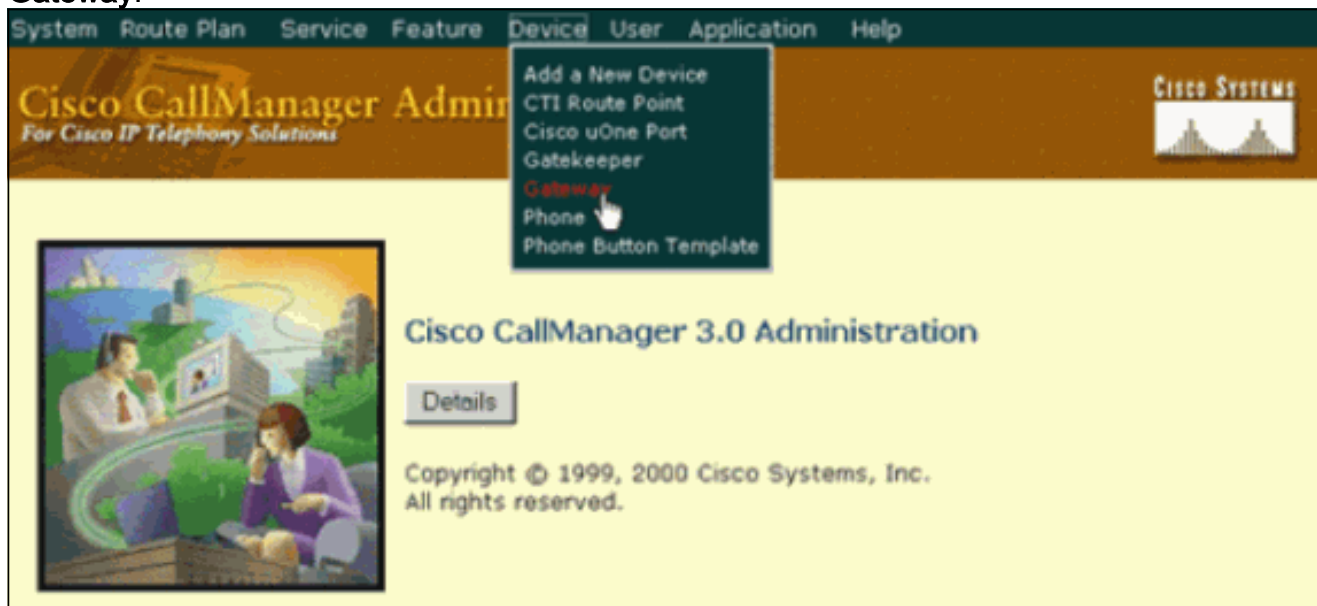 Gateway.
System Route Plan Service Feature Device User Application Help
Cisco CallManager Admin
For Cisco IP Telephony Solutions
Add a New Device
CTI Route Point
Cisco uOne Port
Gatekeeper
Gateway
Phone
Phone Button Template
CISCO SYSTEMS
Cisco CallManager 3.0 Administration
Details
Copyright © 1999, 2000 Cisco Systems, Inc.
All rights reserved.